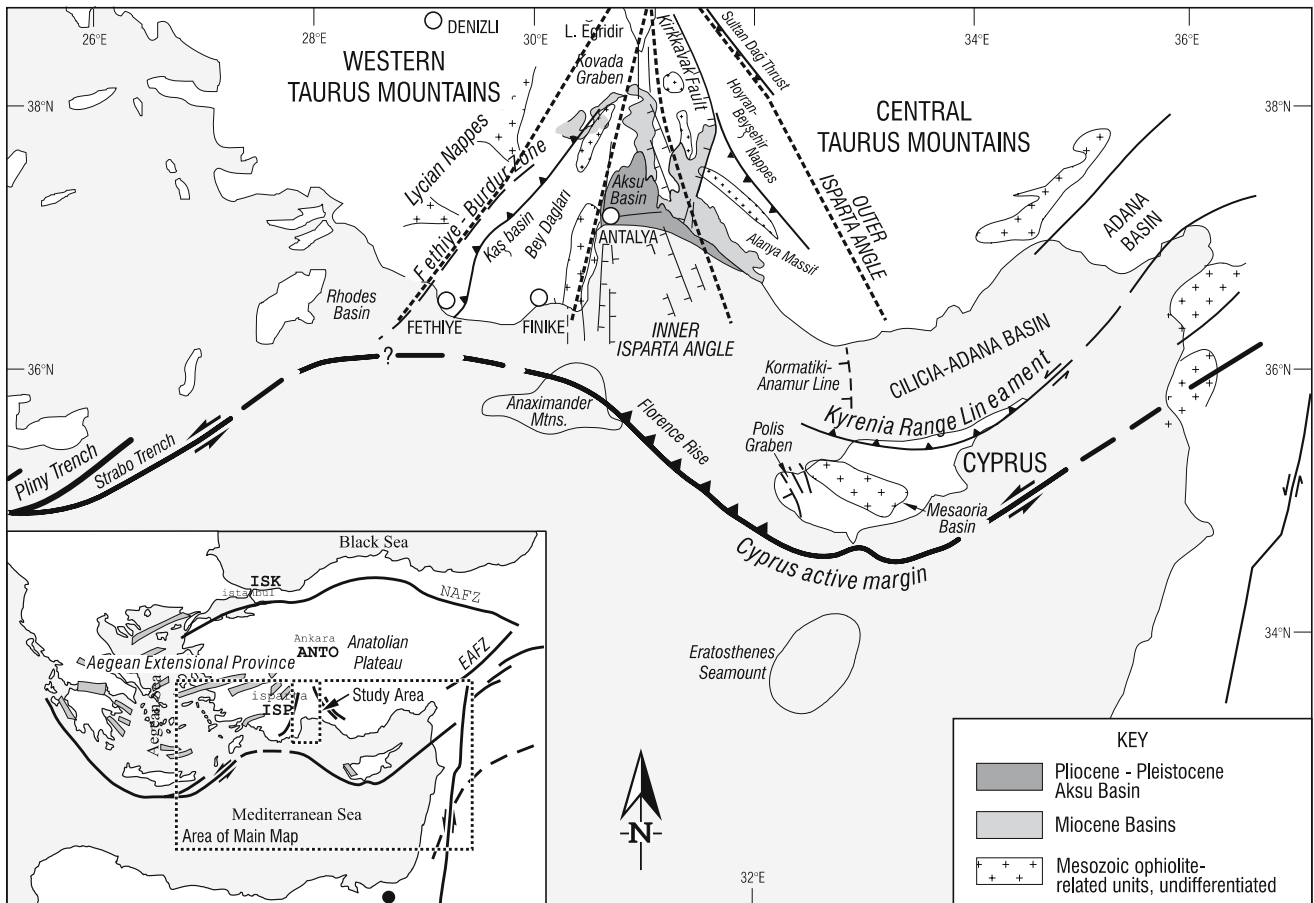 26°E
28°E
30°E
34°E
36°E
38°N
38°N
36°N
36°N
34°N
32°E
DENIZLI
L. Egridir
Kovada
Graben
Kirkkavak Fault
Sultan Dağ Thrust
Hoyran-
Beyşehir
Nappes
WESTERN
TAURUS MOUNTAINS
CENTRAL
TAURUS MOUNTAINS
Lycian Nappes
Fethiye - Burdur Zone
Kaş basin
Bey Daglari
Aksu
Basin
ANTALYA
Alanya Massif
OUTER
ISPARTA ANGLE
ADANA
BASIN
Rhodes
Basin
FETHIYE
FINIKE
INNER
ISPARTA ANGLE
?
Kormatiki-
Anamur Line
CILICIA-ADANA BASIN
Kyrenia Range Lineament
Anaximander
Mtns.
Florence Rise
Polis
Graben
CYPRUS
Mesaoria
Basin
Pliny Trench
Strabo Trench
Cyprus active margin
Eratosthenes
Seamount
N
Black Sea
ISK
istanbul
NAFZ
Ankara
ANTO
Anatolian
Plateau
EAFZ
Aegean Extensional Province
Aegean Sea
isparta
ISP
Study Area
Mediterranean Sea
Area of Main Map
KEY
Pliocene - Pleistocene
Aksu Basin
Miocene Basins
Mesozoic ophiolite-
related units, undifferentiated